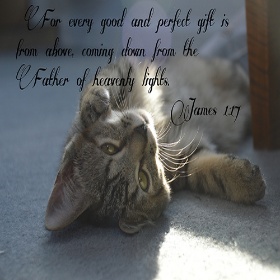 For every good and perfect gift is
from above, coming down from the
Father of heavenly lights.
James 1:17